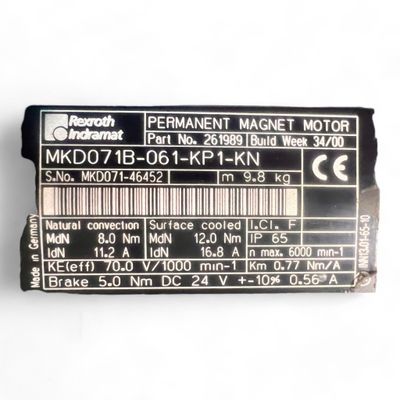 Rexroth
Indramat
PERMANENT MAGNET MOTOR
Part No. 261989 Build Week 34/00
MKD071B-061-KP1-KN
S.No. MKD071-46452 m 9.8 kg
CE
Natural convection Surface cooled I.Cl. F
MdN 8.0 Nm MdN 12.0 Nm IP 65
IdN 11.2 A IdN 16.8 A n max. 6000 min-1
KE(eff) 70.0 V/1000 min-1 Km 0.77 Nm/A
Brake 5.0 Nm DC 24 V +-10% 0.56 A
Made in Germany